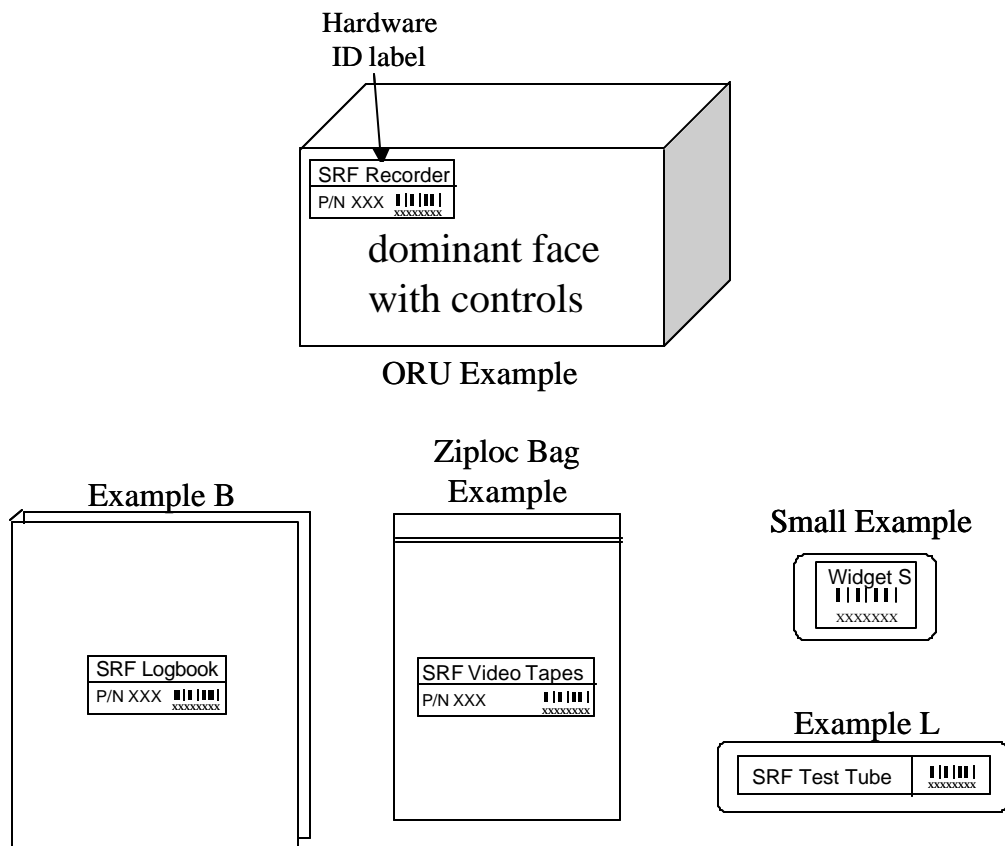 Hardware
ID label
SRF Recorder
P/N XXX
xxxxxxxx
dominant face
with controls
ORU Example
Example B
SRF Logbook
P/N XXX
xxxxxxxx
Ziploc Bag
Example
SRF Video Tapes
P/N XXX
xxxxxxxx
Small Example
Widget S
xxxxxxx
Example L
SRF Test Tube
xxxxxxxx